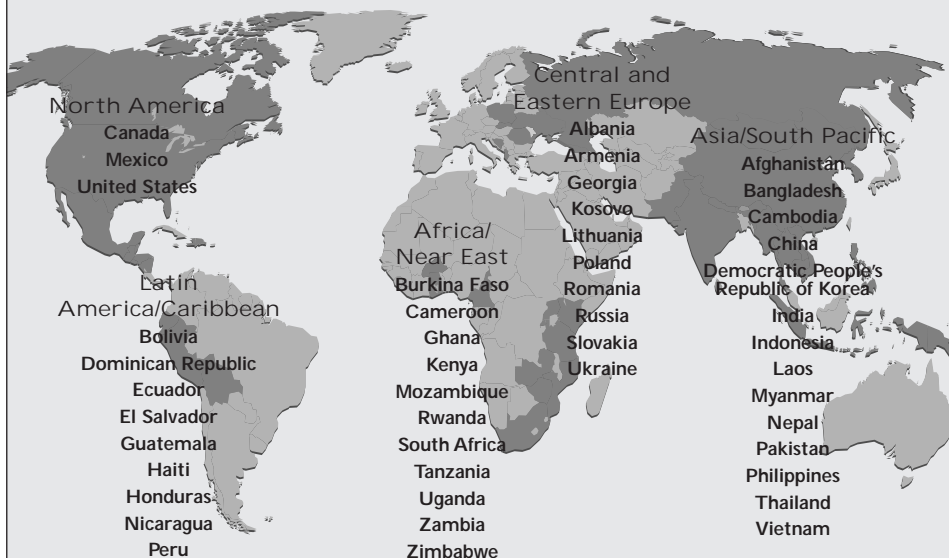 North America
Canada
Mexico
United States
Latin
America/Caribbean
Bolivia
Dominican Republic
Ecuador
El Salvador
Guatemala
Haiti
Honduras
Nicaragua
Peru
Africa/
Near East
Burkina Faso
Cameroon
Ghana
Kenya
Mozambique
Rwanda
South Africa
Tanzania
Uganda
Zambia
Zimbabwe
Central and
Eastern Europe
Albania
Armenia
Georgia
Kosovo
Lithuania
Poland
Romania
Russia
Slovakia
Ukraine
Asia/South Pacific
Afghanistan
Bangladesh
Cambodia
China
Democratic People's
Republic of Korea
India
Indonesia
Laos
Myanmar
Nepal
Pakistan
Philippines
Thailand
Vietnam